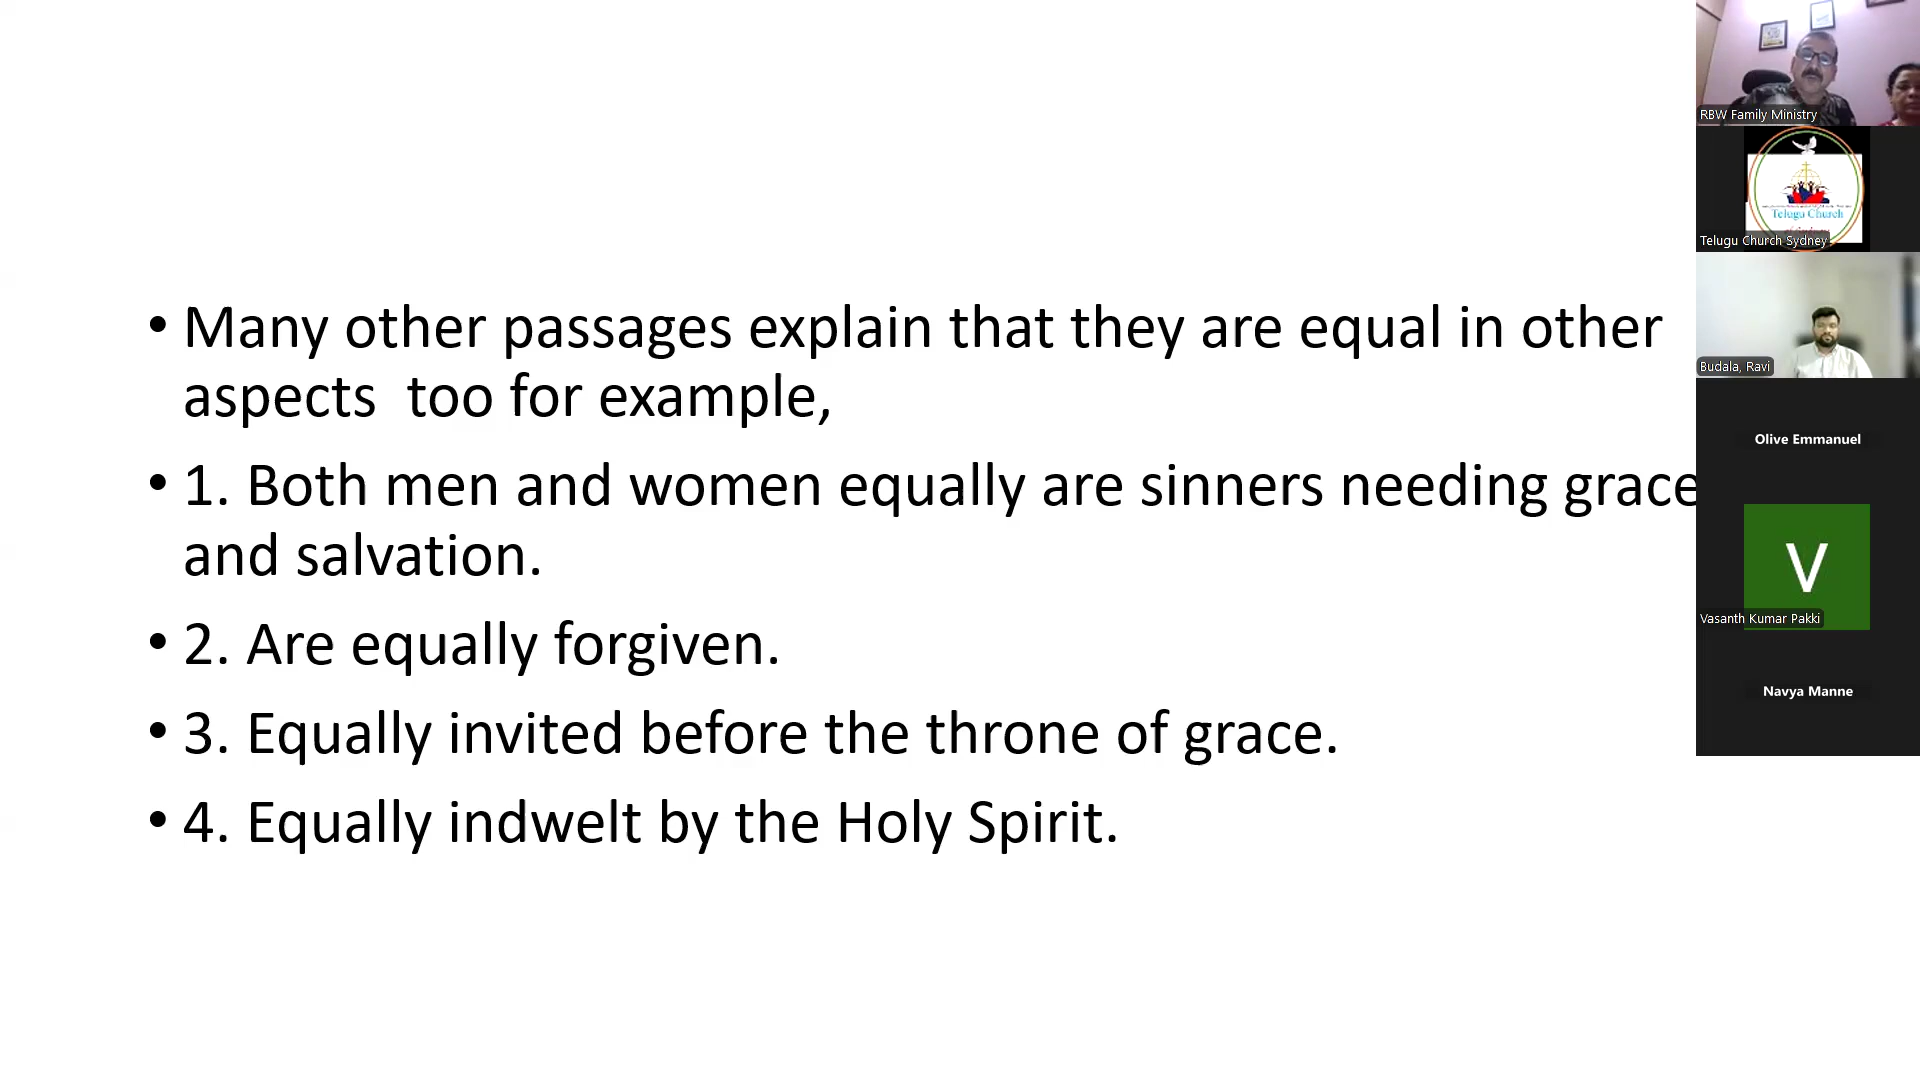 • Many other passages explain that they are equal in other
aspects  too for example,
• 1. Both men and women equally are sinners needing grace
and salvation.
• 2. Are equally forgiven.
• 3. Equally invited before the throne of grace.
• 4. Equally indwelt by the Holy Spirit.
RBW Family Ministry
Telugu Church
Telugu Church Sydney
Budala, Ravi
Olive Emmanuel
V
Vasanth Kumar Pakki
Navya Manne